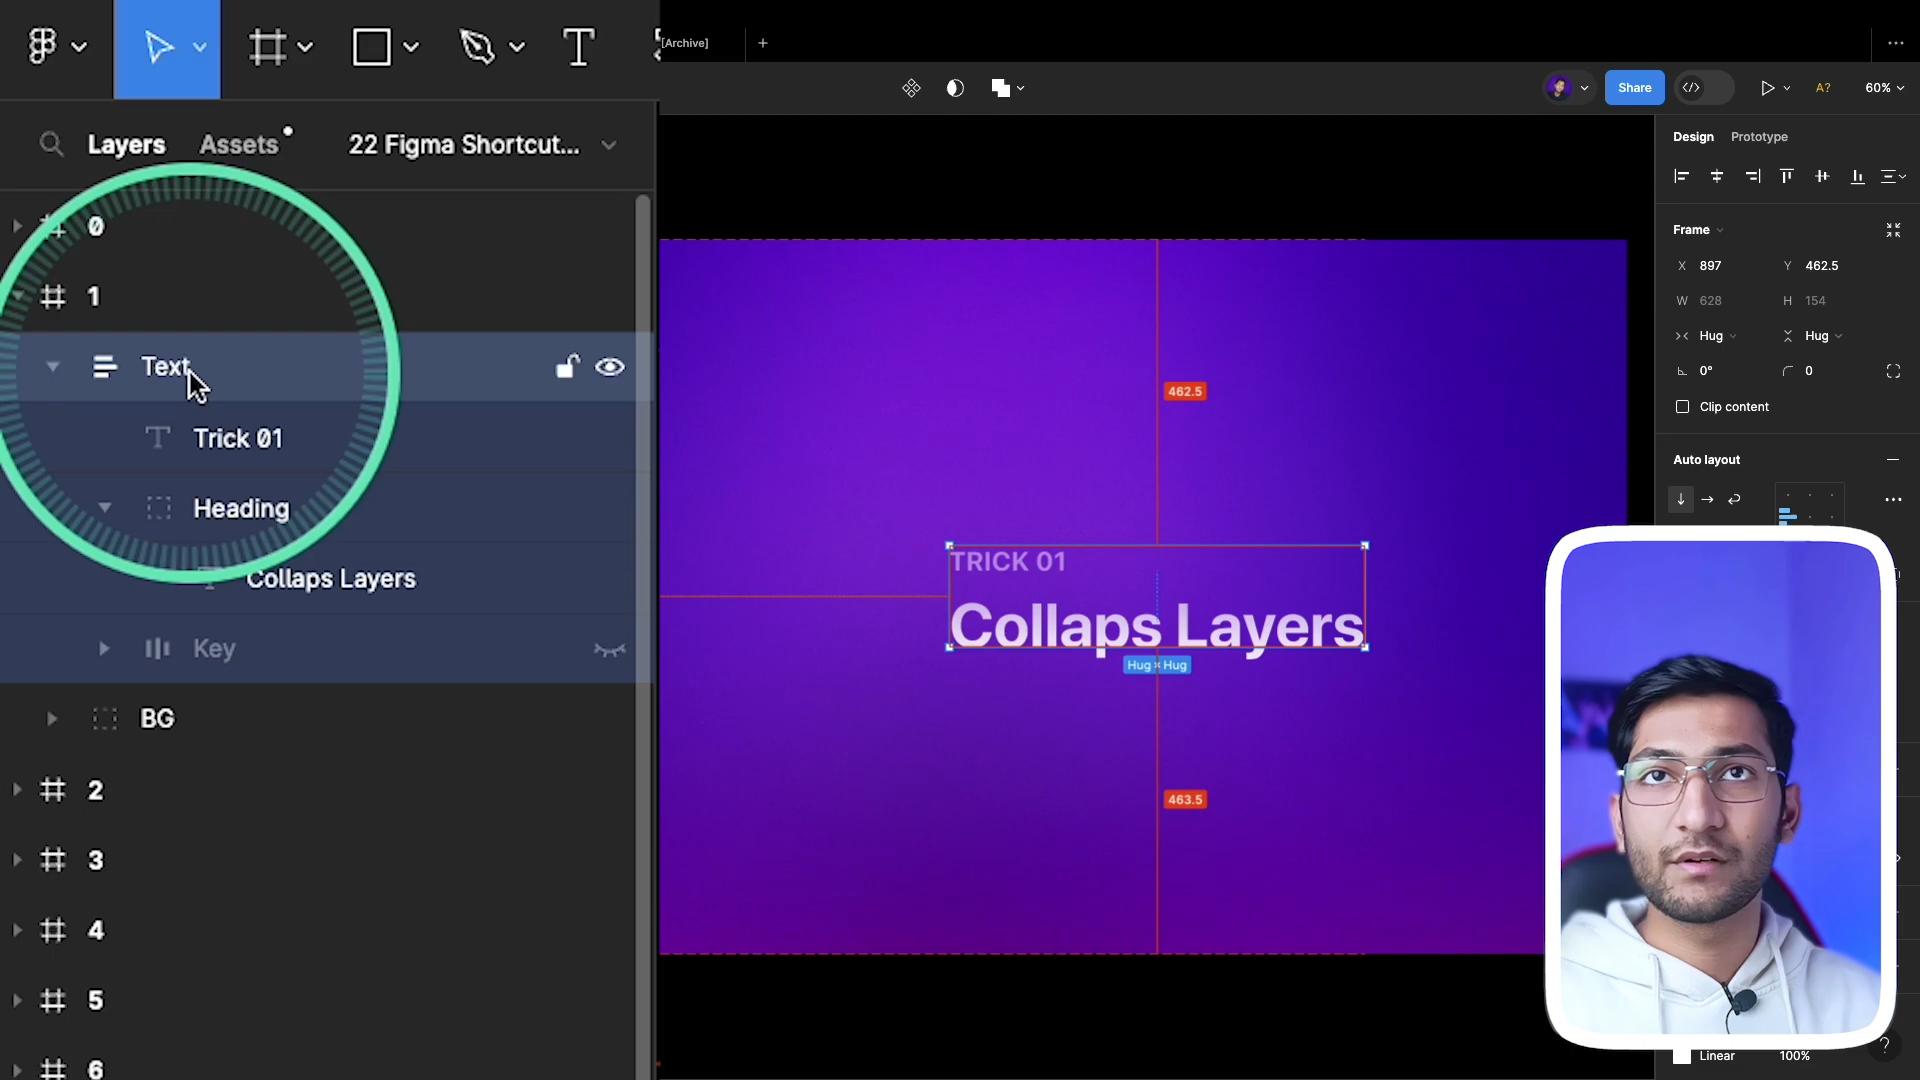 [Archive]
+
Share
A?
60%
Layers
Assets
22 Figma Shortcut...
Design
Prototype
0
1
Text
Trick 01
Heading
Collaps Layers
Key
BG
2
3
4
5
6
462.5
TRICK 01
Collaps Layers
Hug × Hug
463.5
Frame
X 897
Y 462.5
W 628
H 154
Hug
Hug
0°
0
Clip content
Auto layout
Linear
100%
?